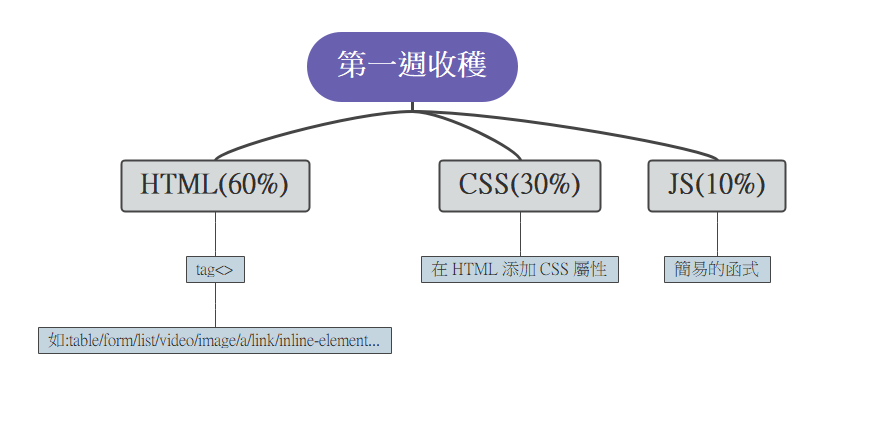 第一週收穫
HTML(60%)
CSS(30%)
JS(10%)
tag<>
在 HTML 添加 CSS 屬性
簡易的函式
如:table/form/list/video/image/a/link/inline-element...